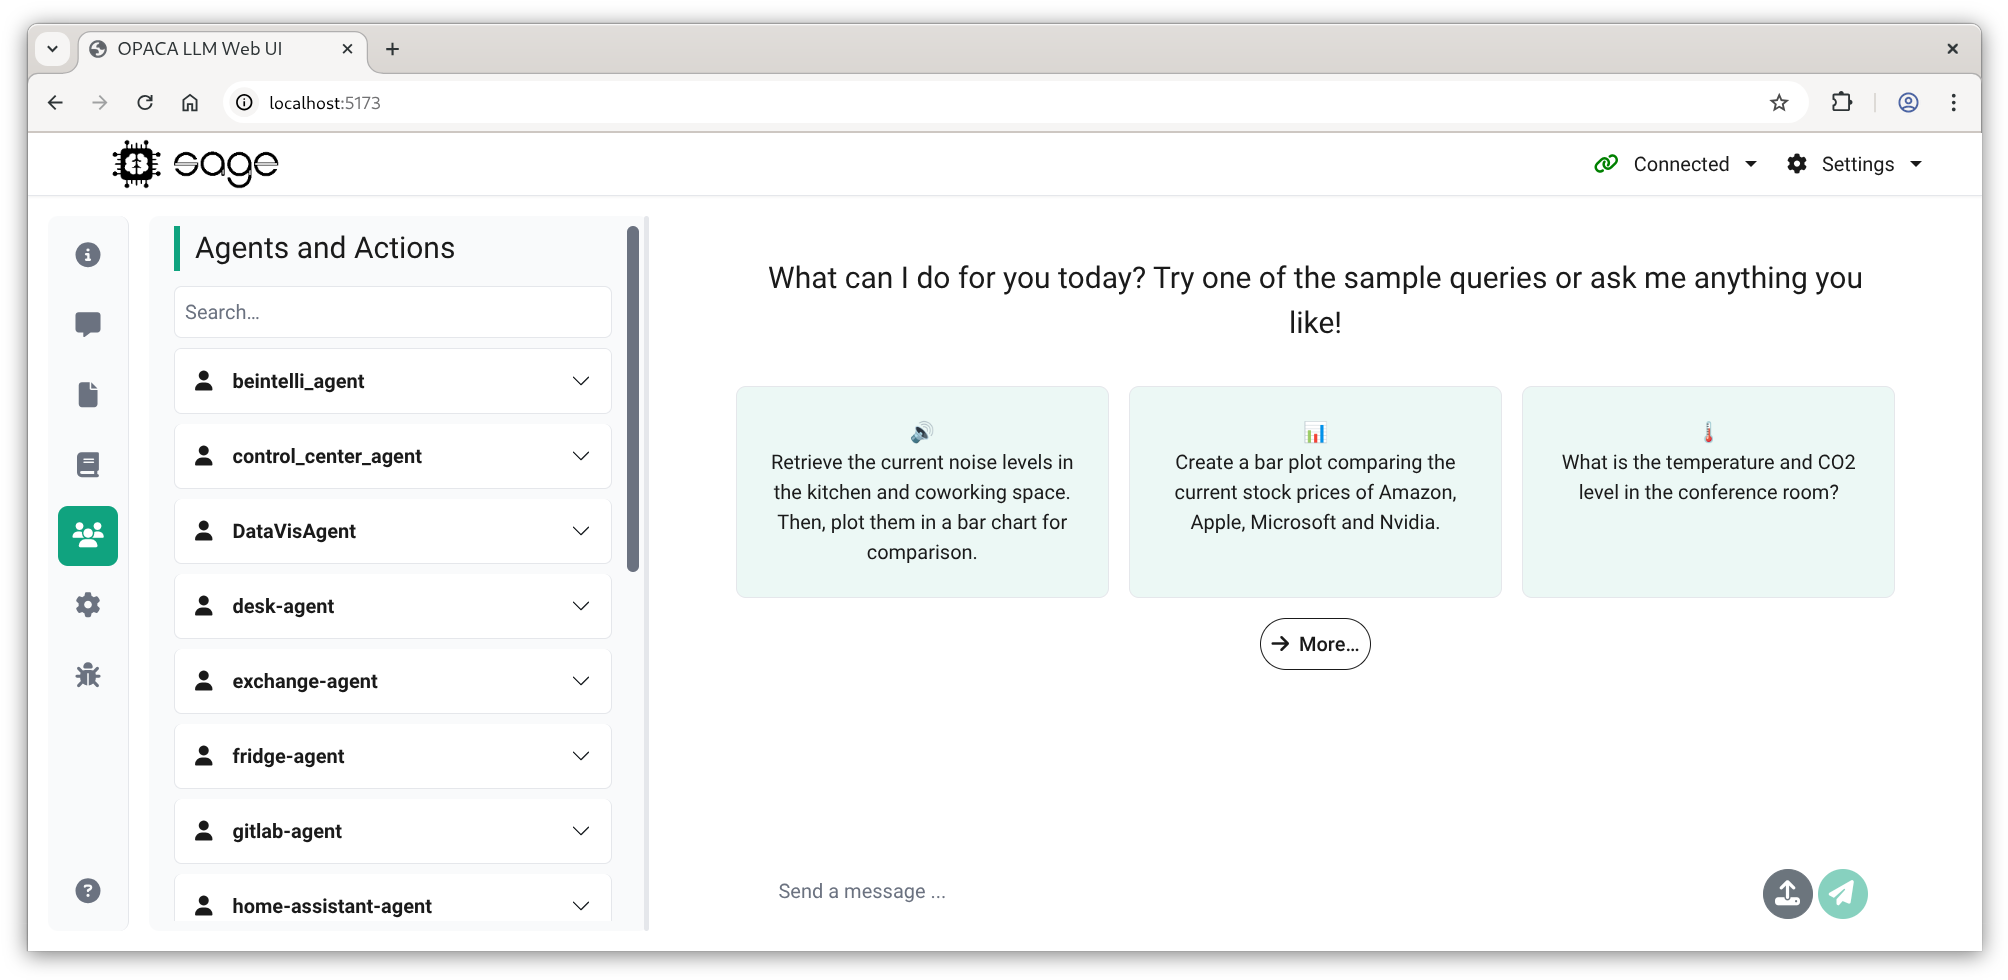 OPACA LLM Web UI
localhost:5173
sage
Connected
Settings
Agents and Actions
Search...
beintelli_agent
control_center_agent
DataVisAgent
desk-agent
exchange-agent
fridge-agent
gitlab-agent
home-assistant-agent
What can I do for you today? Try one of the sample queries or ask me anything you
like!
Retrieve the current noise levels in
the kitchen and coworking space.
Then, plot them in a bar chart for
comparison.
Create a bar plot comparing the
current stock prices of Amazon,
Apple, Microsoft and Nvidia.
What is the temperature and CO2
level in the conference room?
More...
Send a message ...